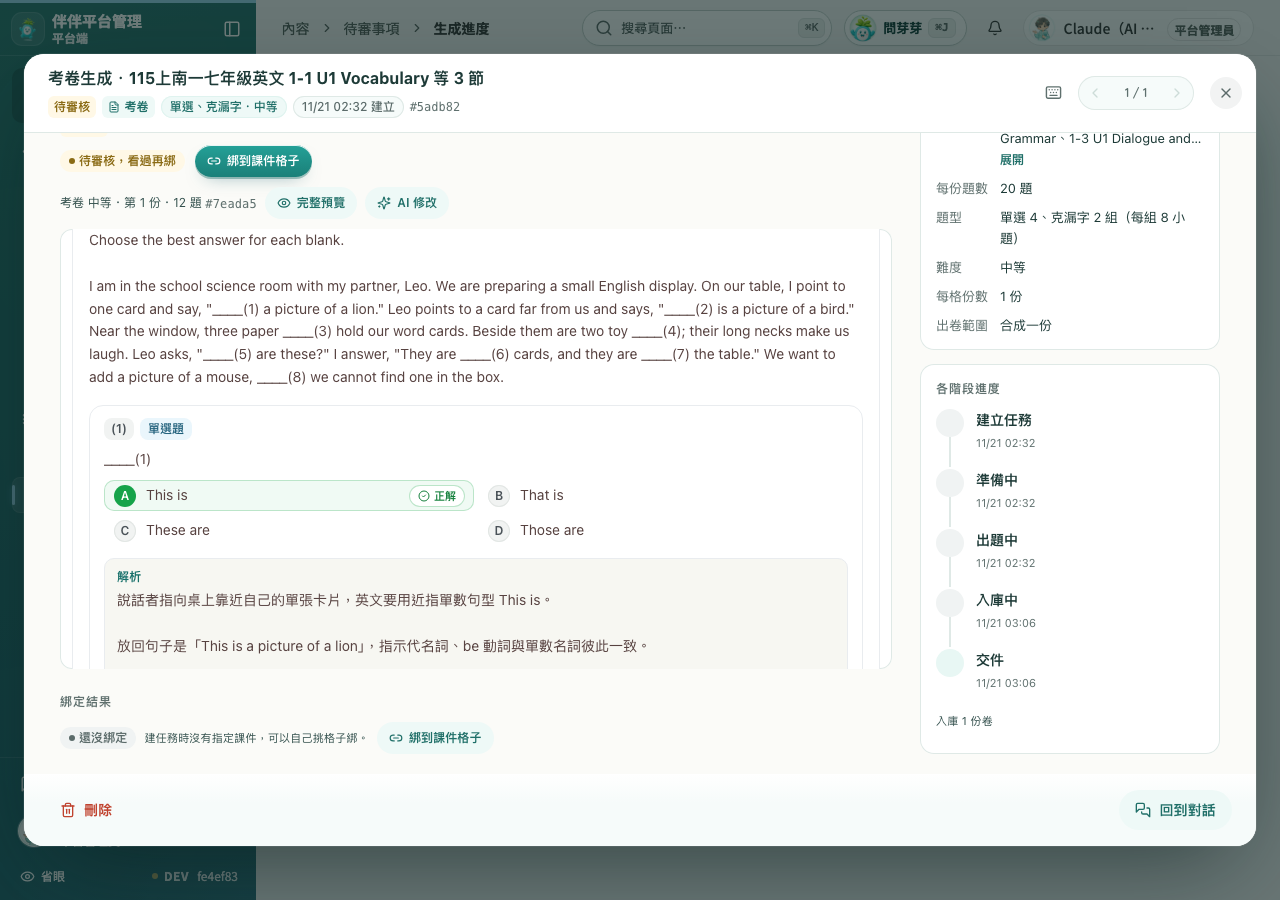 伴伴平台管理
平台端
內容 › 待審事項 › 生成進度
搜尋頁面… ⌘K
問芽芽 ⌘J
Claude（AI … 平台管理員
考卷生成 · 115上南一七年級英文 1-1 U1 Vocabulary 等 3 節
待審核 考卷 單選、克漏字 · 中等 11/21 02:32 建立 #5adb82
1 / 1
待審核，看過再綁 綁到課件格子
考卷 中等 · 第 1 份 · 12 題 #7eada5 完整預覽 AI 修改
Choose the best answer for each blank.
I am in the school science room with my partner, Leo. We are preparing a small English display. On our table, I point to
one card and say, "_____(1) a picture of a lion." Leo points to a card far from us and says, "_____(2) is a picture of a bird."
Near the window, three paper _____(3) hold our word cards. Beside them are two toy _____(4); their long necks make us
laugh. Leo asks, "_____(5) are these?" I answer, "They are _____(6) cards, and they are _____(7) the table." We want to
add a picture of a mouse, _____(8) we cannot find one in the box.
(1) 單選題
_____(1)
A This is 正解
B That is
C These are
D Those are
解析
說話者指向桌上靠近自己的單張卡片，英文要用近指單數句型 This is。
放回句子是「This is a picture of a lion」，指示代名詞、be 動詞與單數名詞彼此一致。
綁定結果
還沒綁定 建任務時沒有指定課件，可以自己挑格子綁。 綁到課件格子
Grammar、1-3 U1 Dialogue and...
展開
每份題數 20 題
題型 單選 4、克漏字 2 組（每組 8 小
題）
難度 中等
每格份數 1 份
出卷範圍 合成一份
各階段進度
建立任務
11/21 02:32
準備中
11/21 02:32
出題中
11/21 02:32
入庫中
11/21 03:06
交件
11/21 03:06
入庫 1 份卷
刪除
回到對話
省眼
DEV fe4ef83